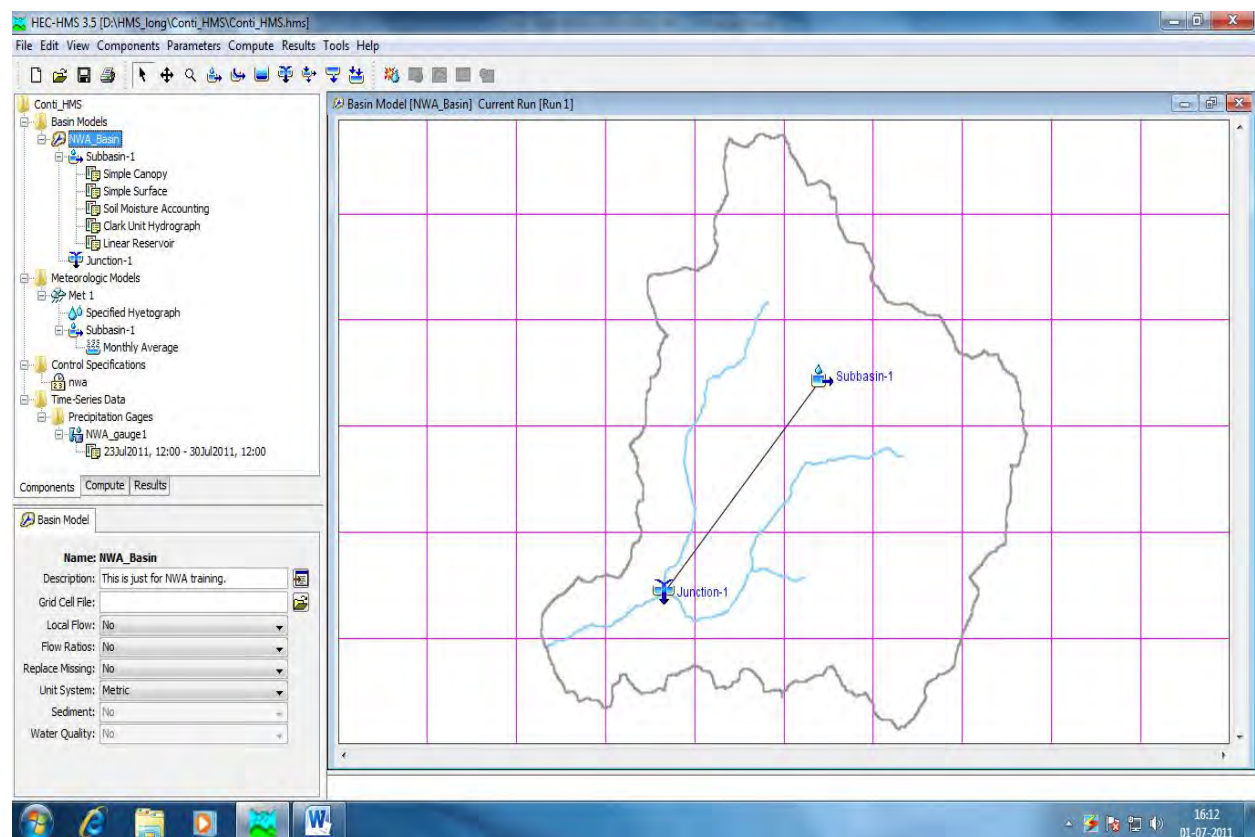 HEC-HMS 3.5 [D:\HMS_long\Conti_HMS\Conti_HMS.hms]
File Edit View Components Parameters Compute Results Tools Help
Conti_HMS
Basin Models
NWA_Basin
Subbasin-1
Simple Canopy
Simple Surface
Soil Moisture Accounting
Clark Unit Hydrograph
Linear Reservoir
Junction-1
Meteorologic Models
Met 1
Specified Hyetograph
Subbasin-1
Monthly Average
Control Specifications
nwa
Time-Series Data
Precipitation Gages
NWA_gauge1
23Jul2011, 12:00 - 30Jul2011, 12:00
Components Compute Results
Basin Model
Name: NWA_Basin
Description: This is just for NWA training.
Grid Cell File:
Local Flow: No
Flow Ratios: No
Replace Missing: No
Unit System: Metric
Sediment: No
Water Quality: No
Basin Model [NWA_Basin] Current Run [Run 1]
Subbasin-1
Junction-1
16:12
01-07-2011